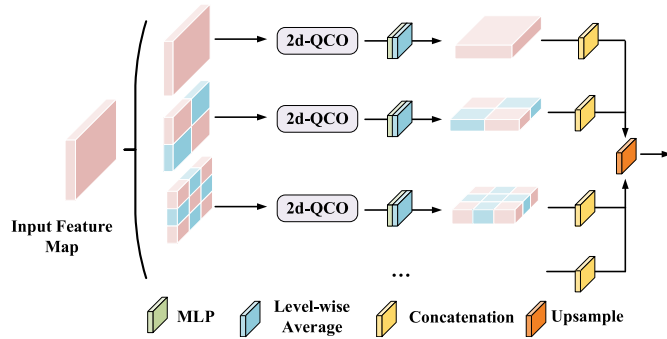 2d-QCO
2d-QCO
2d-QCO
Input Feature
Map
...
MLP
Level-wise
Average
Concatenation
Upsample